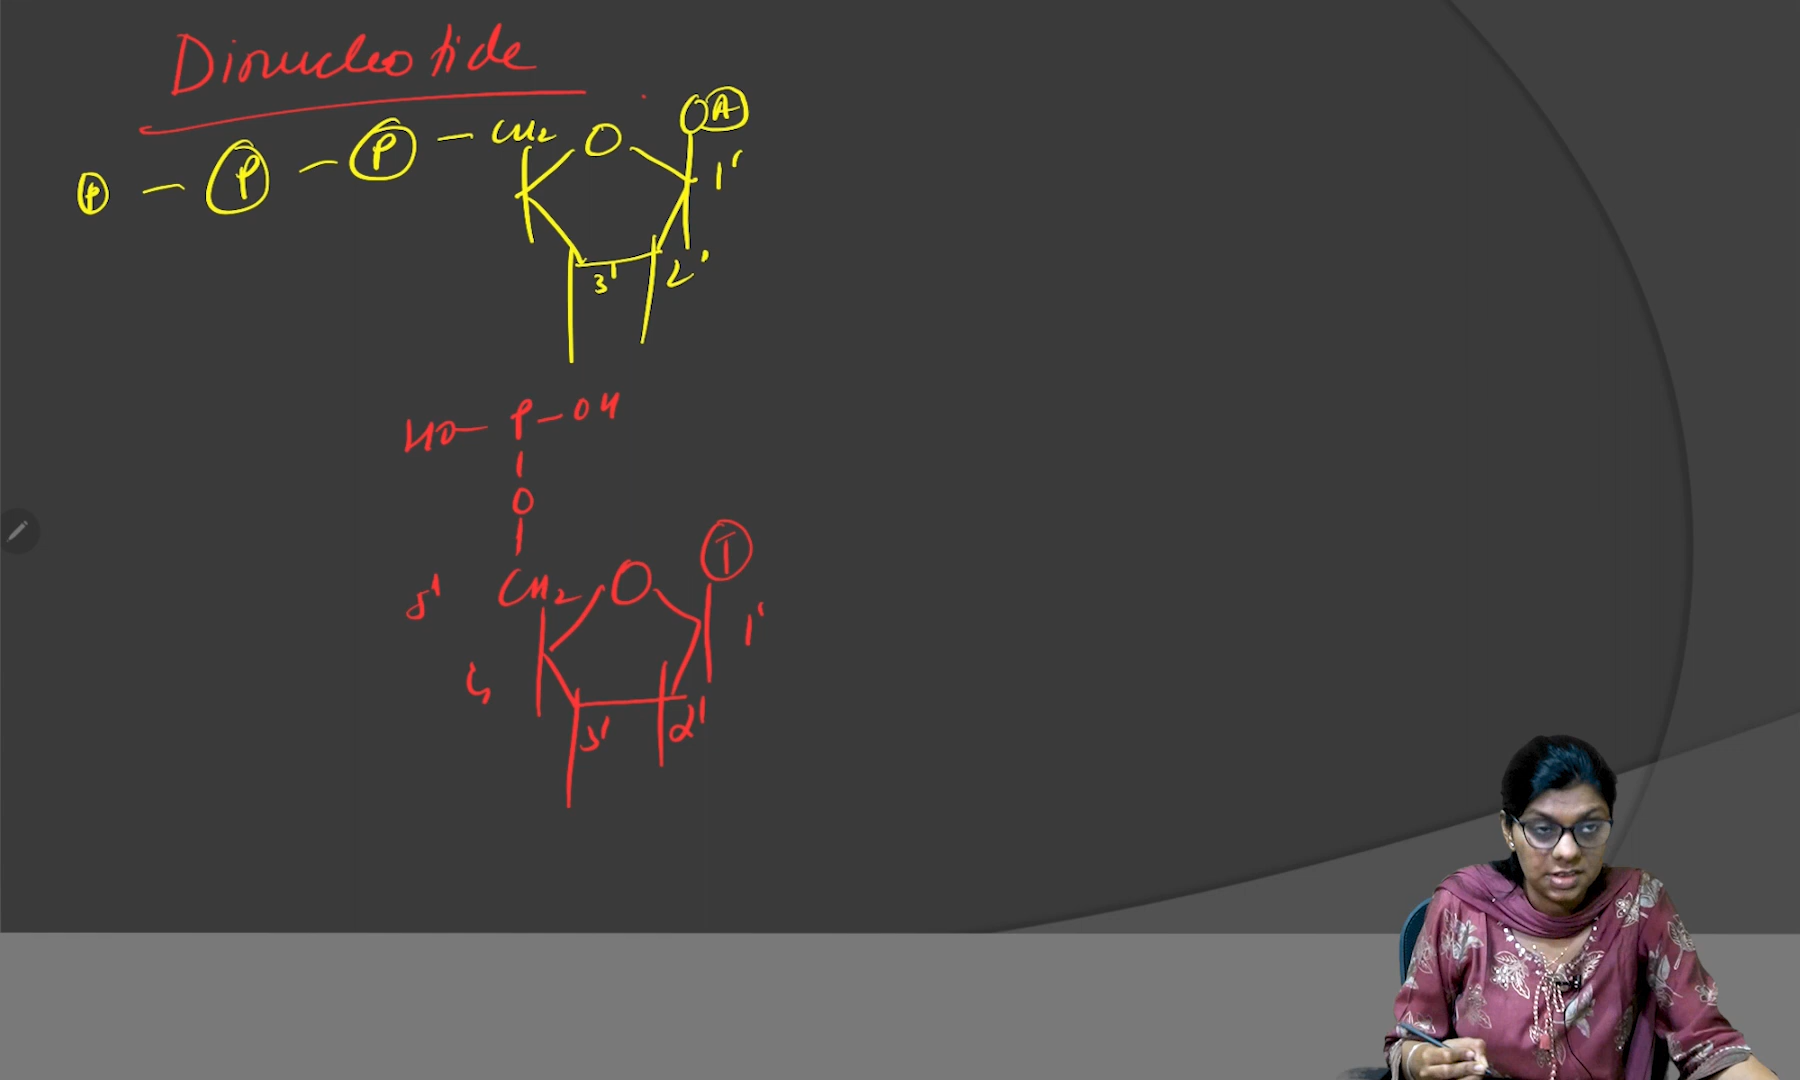 Dinucleotide
P - P - P - CH2 O O A
1'
3' 2'
HO - P - OH
O
5' CH2 O T
1'
4
3' 2'